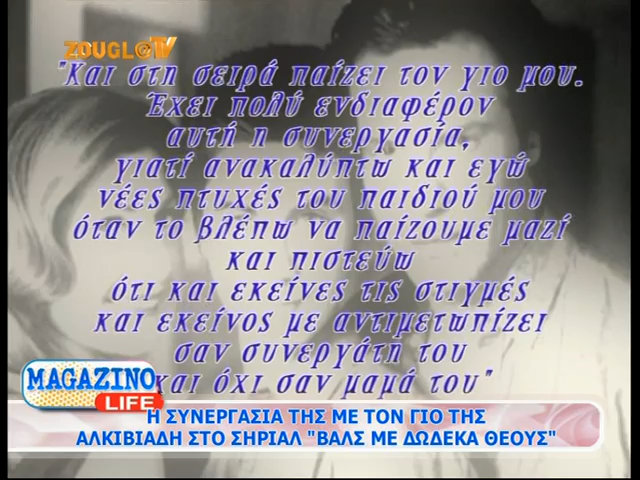 ZOUGL@TV
"Και στη σειρά παίζει τον γιο μου.
Έχει πολύ ενδιαφέρον
αυτή η συνεργασία,
γιατί ανακαλύπτω και εγώ
νέες πτυχές του παιδιού μου
όταν το βλέπω να παίζουμε μαζί
και πιστεύω
ότι και εκείνες τις στιγμές
και εκείνος με αντιμετωπίζει
σαν συνεργάτη του
και όχι σαν μαμά του"
MAGAZINO
LIFE
Η ΣΥΝΕΡΓΑΣΙΑ ΤΗΣ ΜΕ ΤΟΝ ΓΙΟ ΤΗΣ
ΑΛΚΙΒΙΑΔΗ ΣΤΟ ΣΗΡΙΑΛ "ΒΑΛΣ ΜΕ ΔΩΔΕΚΑ ΘΕΟΥΣ"